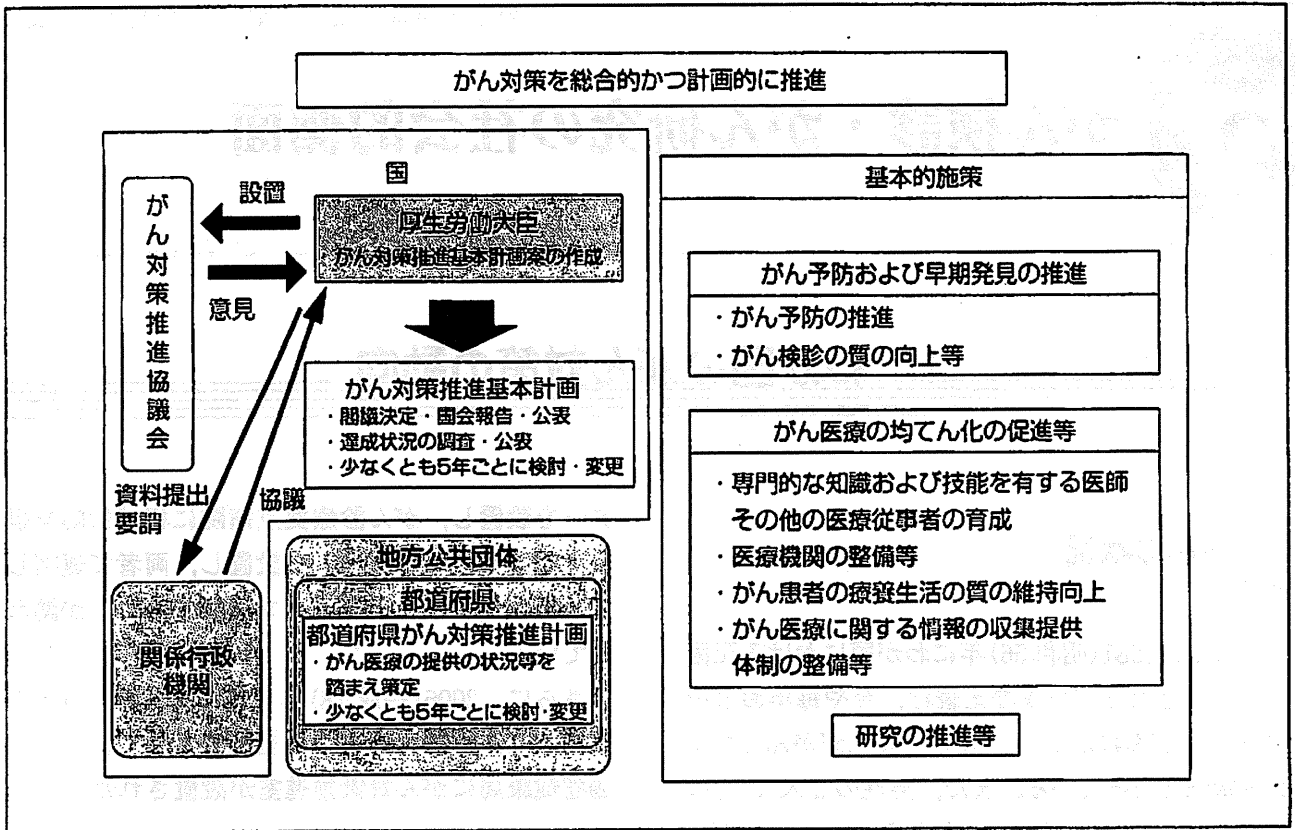 がん対策を総合的かつ計画的に推進
国
がん対策推進協議会
設置
意見
厚生労働大臣
がん対策推進基本計画案の作成
がん対策推進基本計画
・閣議決定・国会報告・公表
・達成状況の調査・公表
・少なくとも5年ごとに検討・変更
資料提出
要請
協議
関係行政
機関
地方公共団体
都道府県
都道府県がん対策推進計画
・がん医療の提供の状況等を
踏まえ策定
・少なくとも5年ごとに検討・変更
基本的施策
がん予防および早期発見の推進
・がん予防の推進
・がん検診の質の向上等
がん医療の均てん化の促進等
・専門的な知識および技能を有する医師
その他の医療従事者の育成
・医療機関の整備等
・がん患者の療養生活の質の維持向上
・がん医療に関する情報の収集提供
体制の整備等
研究の推進等